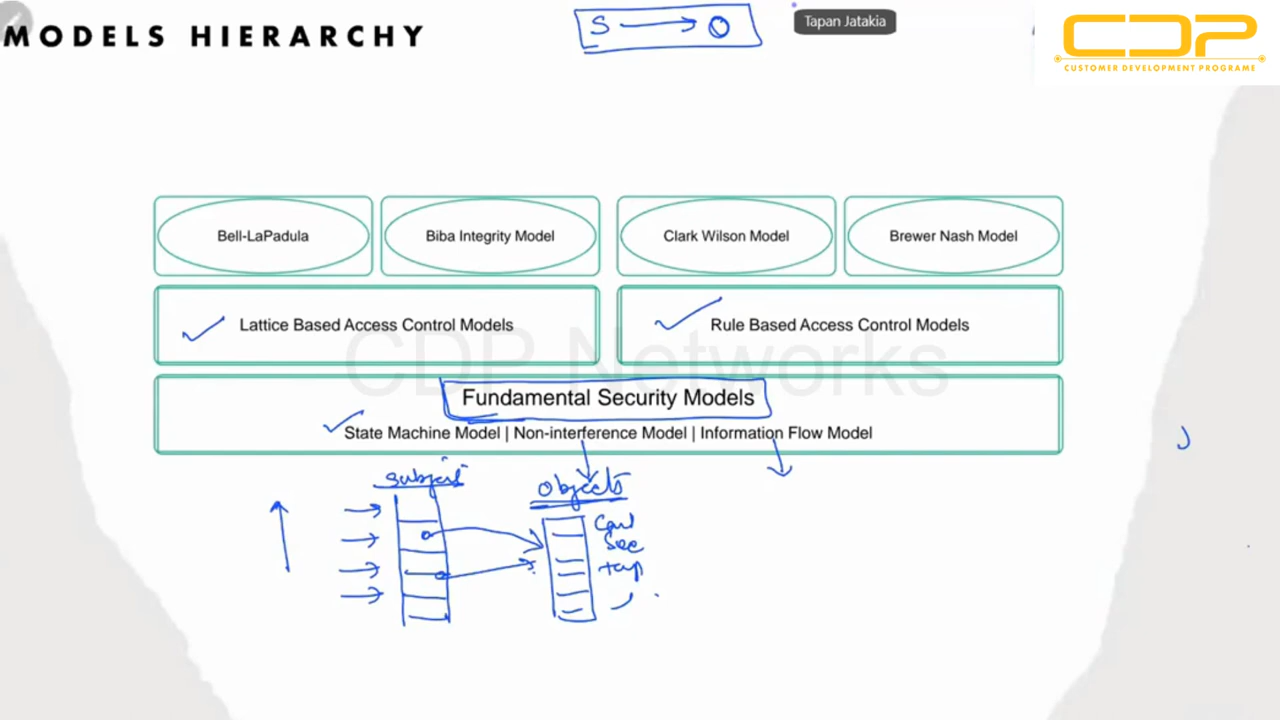 MODELS HIERARCHY
S → O
Tapan Jatakia
CDP
CUSTOMER DEVELOPMENT PROGRAME
Bell-LaPadula
Biba Integrity Model
Clark Wilson Model
Brewer Nash Model
Lattice Based Access Control Models
Rule Based Access Control Models
CDP Networks
Fundamental Security Models
State Machine Model | Non-interference Model | Information Flow Model
subject
objects
Sec